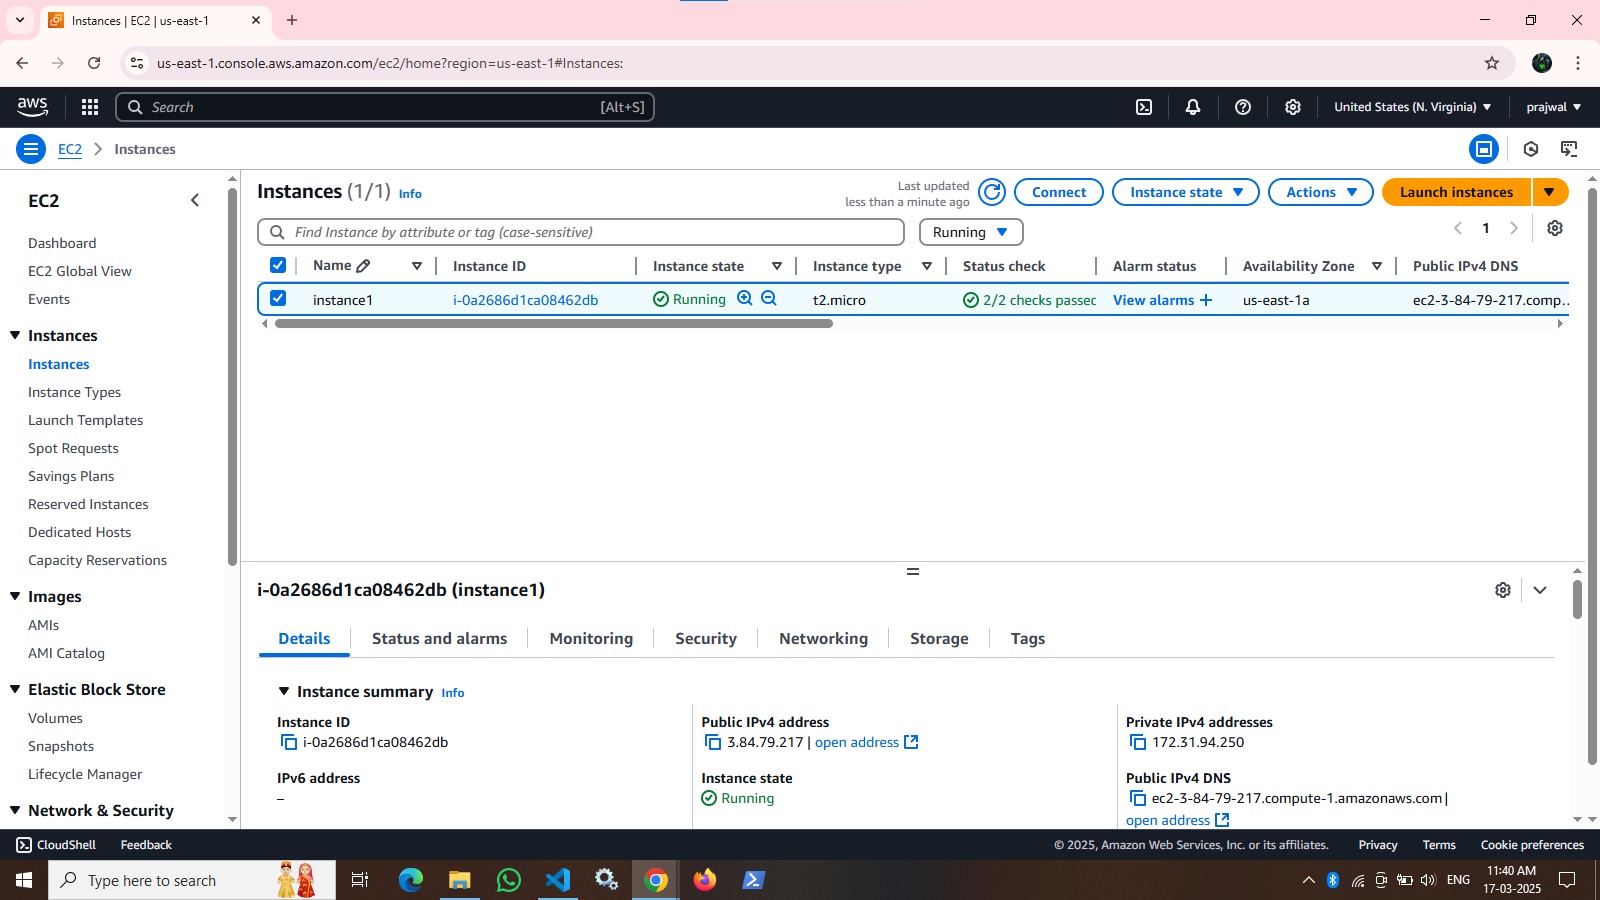 Instances | EC2 | us-east-1
us-east-1.console.aws.amazon.com/ec2/home?region=us-east-1#Instances:
aws
Search [Alt+S]
United States (N. Virginia)
prajwal
EC2 Instances
EC2
Dashboard
EC2 Global View
Events
Instances
Instances
Instance Types
Launch Templates
Spot Requests
Savings Plans
Reserved Instances
Dedicated Hosts
Capacity Reservations
Images
AMIs
AMI Catalog
Elastic Block Store
Volumes
Snapshots
Lifecycle Manager
Network & Security
Instances (1/1) Info
Last updated
less than a minute ago
Connect
Instance state
Actions
Launch instances
Find Instance by attribute or tag (case-sensitive)
Running
1
Name Instance ID Instance state Instance type Status check Alarm status Availability Zone Public IPv4 DNS
instance1 i-0a2686d1ca08462db Running t2.micro 2/2 checks passec View alarms + us-east-1a ec2-3-84-79-217.comp...
i-0a2686d1ca08462db (instance1)
Details Status and alarms Monitoring Security Networking Storage Tags
Instance summary Info
Instance ID
i-0a2686d1ca08462db
IPv6 address
–
Public IPv4 address
3.84.79.217 | open address
Instance state
Running
Private IPv4 addresses
172.31.94.250
Public IPv4 DNS
ec2-3-84-79-217.compute-1.amazonaws.com |
open address
CloudShell Feedback
© 2025, Amazon Web Services, Inc. or its affiliates. Privacy Terms Cookie preferences
Type here to search
ENG
11:40 AM
17-03-2025